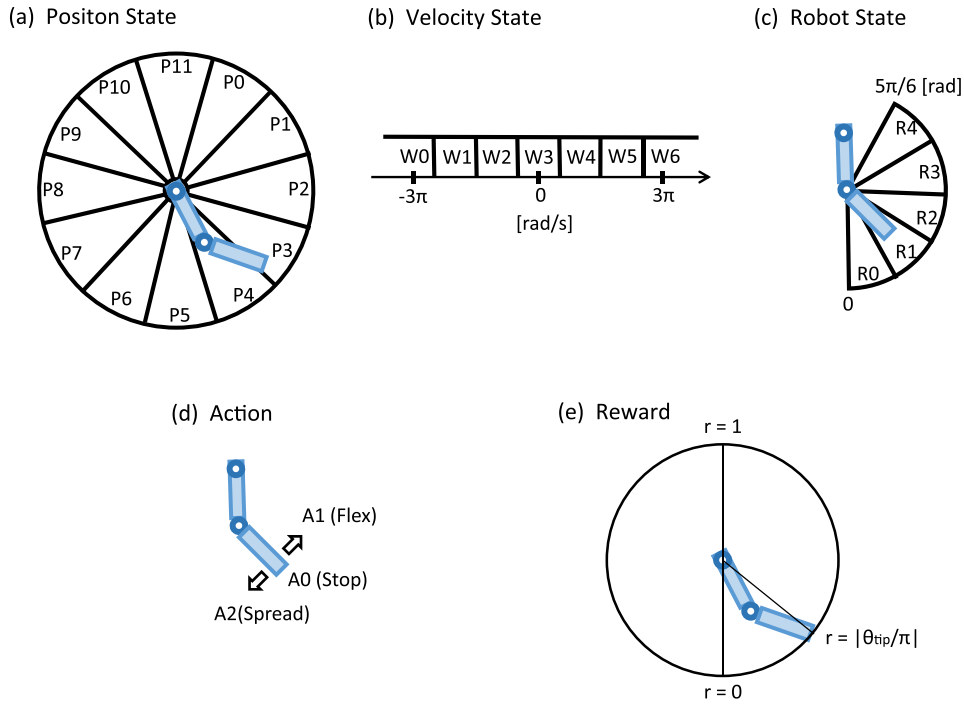 (a) Positon State
P11
P0
P10
P1
P9
P2
P8
P3
P7
P4
P6
P5
(b) Velocity State
W0 W1 W2 W3 W4 W5 W6
-3π 0 3π
[rad/s]
(c) Robot State
5π/6 [rad]
R4
R3
R2
R1
R0
0
(d) Action
A1 (Flex)
A0 (Stop)
A2(Spread)
(e) Reward
r = 1
r = |θtip/π|
r = 0